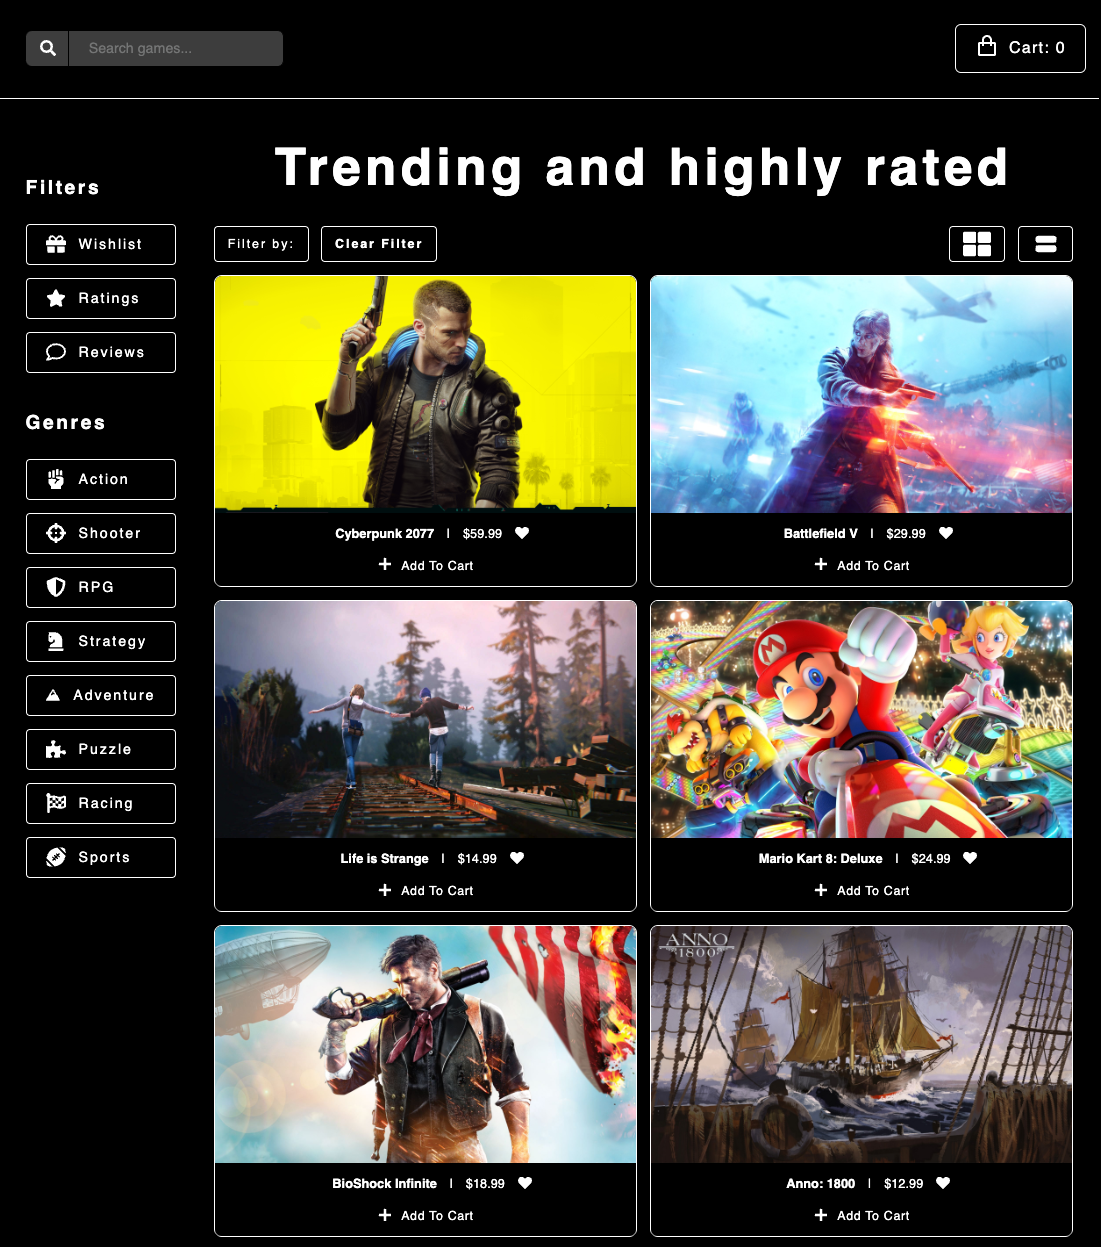 Search games...
Cart: 0
Trending and highly rated
Filters
Wishlist
Ratings
Reviews
Genres
Action
Shooter
RPG
Strategy
Adventure
Puzzle
Racing
Sports
Filter by:
Clear Filter
Cyberpunk 2077 | $59.99
Add To Cart
Battlefield V | $29.99
Add To Cart
Life is Strange | $14.99
Add To Cart
M
Mario Kart 8: Deluxe | $24.99
Add To Cart
BioShock Infinite | $18.99
Add To Cart
ANNO
1800
Anno: 1800 | $12.99
Add To Cart